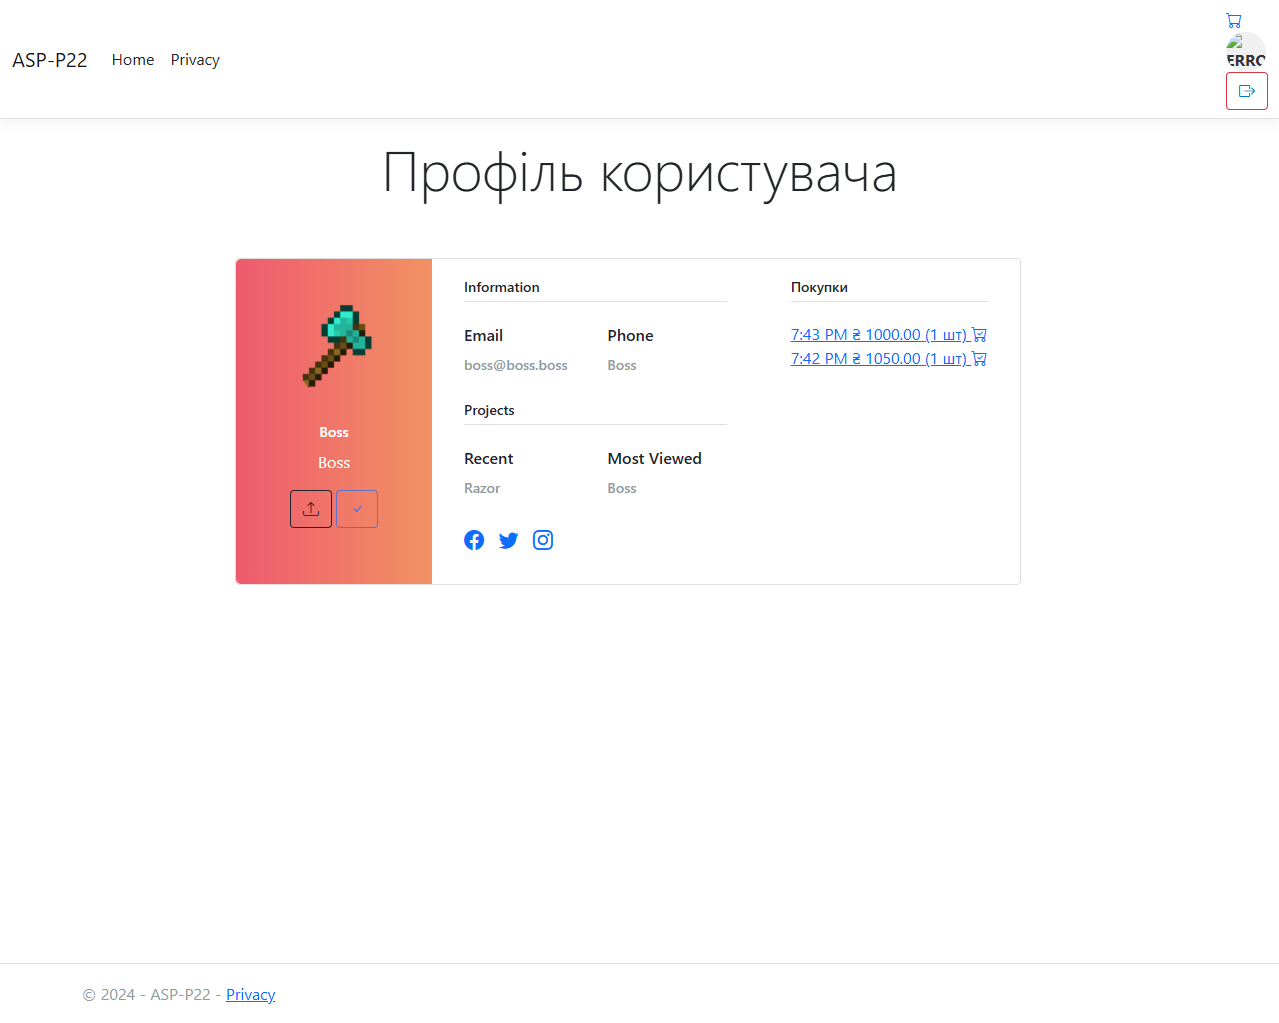 ASP-P22 Home Privacy
ERRO
Профіль користувача
Boss
Boss
Information
Email Phone
boss@boss.boss Boss
Projects
Recent Most Viewed
Razor Boss
Покупки
7:43 PM ₴ 1000.00 (1 шт)
7:42 PM ₴ 1050.00 (1 шт)
© 2024 - ASP-P22 - Privacy